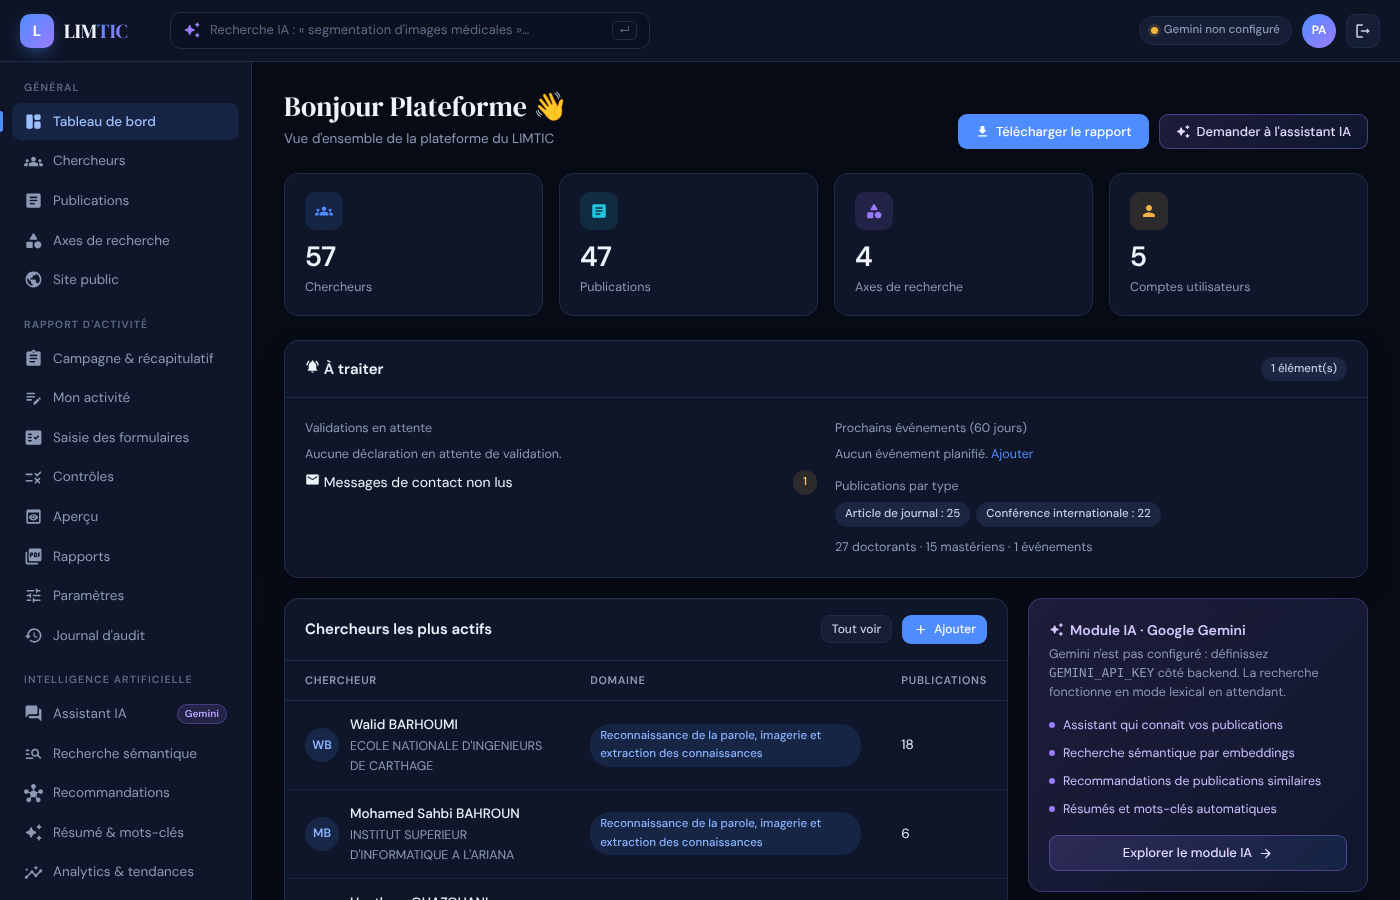 L LIMTIC
Recherche IA : « segmentation d'images médicales »...
Gemini non configuré
PA
GÉNÉRAL
Tableau de bord
Chercheurs
Publications
Axes de recherche
Site public
RAPPORT D'ACTIVITÉ
Campagne & récapitulatif
Mon activité
Saisie des formulaires
Contrôles
Aperçu
Rapports
Paramètres
Journal d'audit
INTELLIGENCE ARTIFICIELLE
Assistant IA Gemini
Recherche sémantique
Recommandations
Résumé & mots-clés
Analytics & tendances
Bonjour Plateforme 👋
Vue d'ensemble de la plateforme du LIMTIC
Télécharger le rapport
Demander à l'assistant IA
57
Chercheurs
47
Publications
4
Axes de recherche
5
Comptes utilisateurs
À traiter
1 élément(s)
Validations en attente
Aucune déclaration en attente de validation.
Messages de contact non lus 1
Prochains événements (60 jours)
Aucun événement planifié. Ajouter
Publications par type
Article de journal : 25 Conférence internationale : 22
27 doctorants · 15 mastériens · 1 événements
Chercheurs les plus actifs
Tout voir
+ Ajouter
CHERCHEUR DOMAINE PUBLICATIONS
WB
Walid BARHOUMI
ECOLE NATIONALE D'INGENIEURS
DE CARTHAGE
Reconnaissance de la parole, imagerie et
extraction des connaissances
18
MB
Mohamed Sahbi BAHROUN
INSTITUT SUPERIEUR
D'INFORMATIQUE A L'ARIANA
Reconnaissance de la parole, imagerie et
extraction des connaissances
6
Module IA · Google Gemini
Gemini n'est pas configuré : définissez
GEMINI_API_KEY côté backend. La recherche
fonctionne en mode lexical en attendant.
Assistant qui connaît vos publications
Recherche sémantique par embeddings
Recommandations de publications similaires
Résumés et mots-clés automatiques
Explorer le module IA →